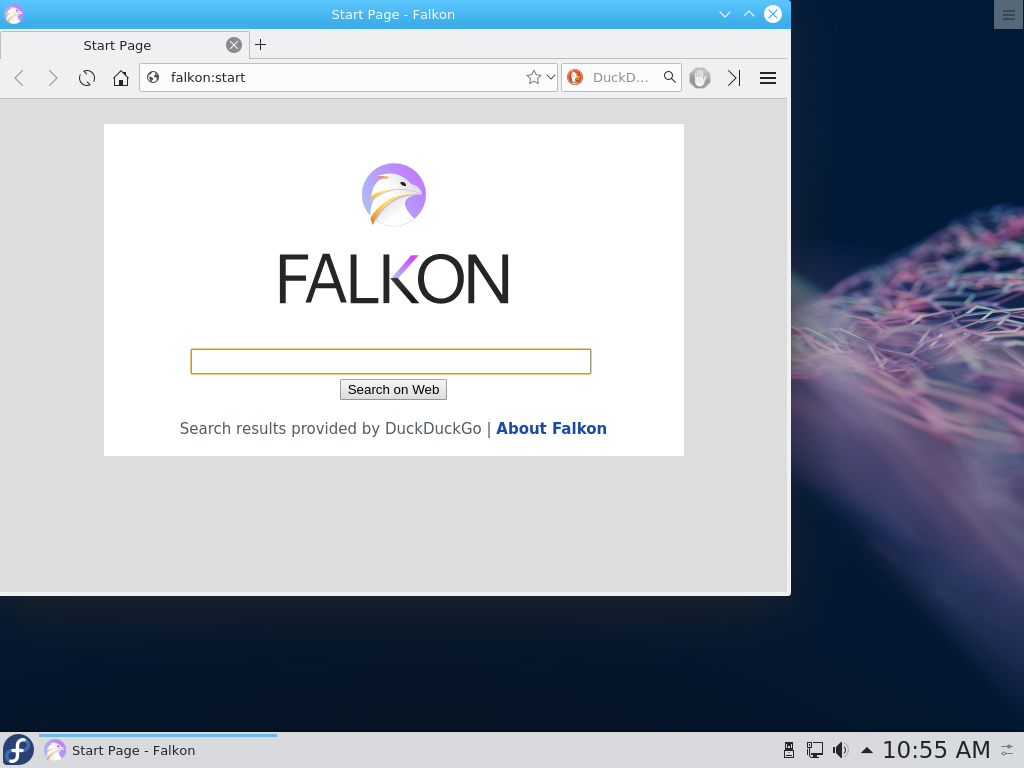 Start Page - Falkon
Start Page
falkon:start
DuckD...
FALKON
Search on Web
Search results provided by DuckDuckGo | About Falkon
Start Page - Falkon
10:55 AM